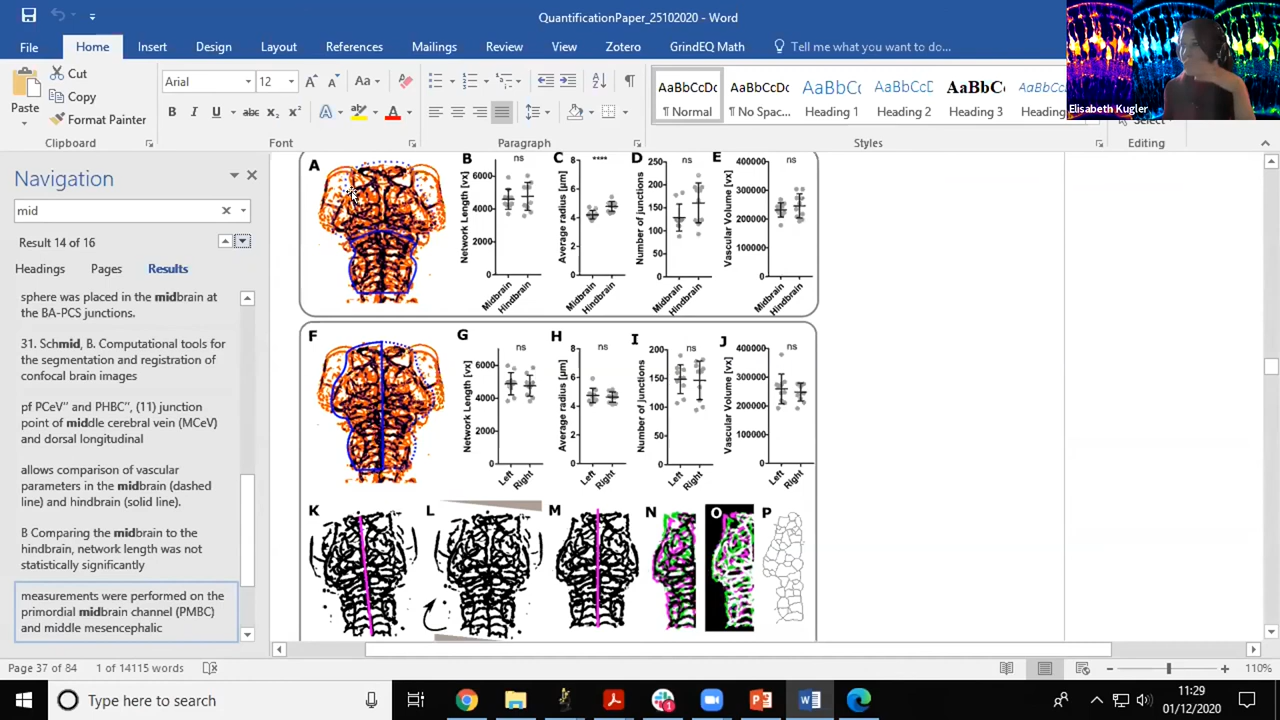 QuantificationPaper_25102020 - Word
File Home Insert Design Layout References Mailings Review View Zotero GrindEQ Math Tell me what you want to do...
Elisabeth Kugler
Paste
Cut
Copy
Format Painter
Clipboard
Arial 12
Aa
B I U abc X₂ X²
A A
Font
Paragraph
AaBbCcDc AaBbCcDc AaBbCc AaBbCcD AaBbC AaBbCc
¶ Normal ¶ No Spac... Heading 1 Heading 2 Heading 3 Heading 4
Styles
Select
Editing
Navigation
mid
Result 14 of 16
Headings Pages Results
sphere was placed in the midbrain at
the BA-PCS junctions.
31. Schmid, B. Computational tools for
the segmentation and registration of
confocal brain images
pf PCeV'' and PHBC'', (11) junction
point of middle cerebral vein (MCeV)
and dorsal longitudinal
allows comparison of vascular
parameters in the midbrain (dashed
line) and hindbrain (solid line).
B Comparing the midbrain to the
hindbrain, network length was not
statistically significantly
measurements were performed on the
primordial midbrain channel (PMBC)
and middle mesencephalic
A
B
ns
Network Length [vx]
6000
4000
2000
0
Midbrain
Hindbrain
C
****
Average radius [µm]
8
6
4
2
0
Midbrain
Hindbrain
D
ns
Number of junctions
250
200
150
100
50
0
Midbrain
Hindbrain
E
ns
Vascular Volume [vx]
400000
300000
200000
100000
0
Midbrain
Hindbrain
F
G
ns
Network Length [vx]
6000
4000
2000
0
Left
Right
H
ns
Average radius [µm]
8
6
4
2
0
Left
Right
I
ns
Number of junctions
200
150
100
50
0
Left
Right
J
ns
Vascular Volume [vx]
400000
300000
200000
100000
0
Left
Right
K L M N O P
Page 37 of 84 1 of 14115 words
110%
Type here to search
1
11:29
01/12/2020